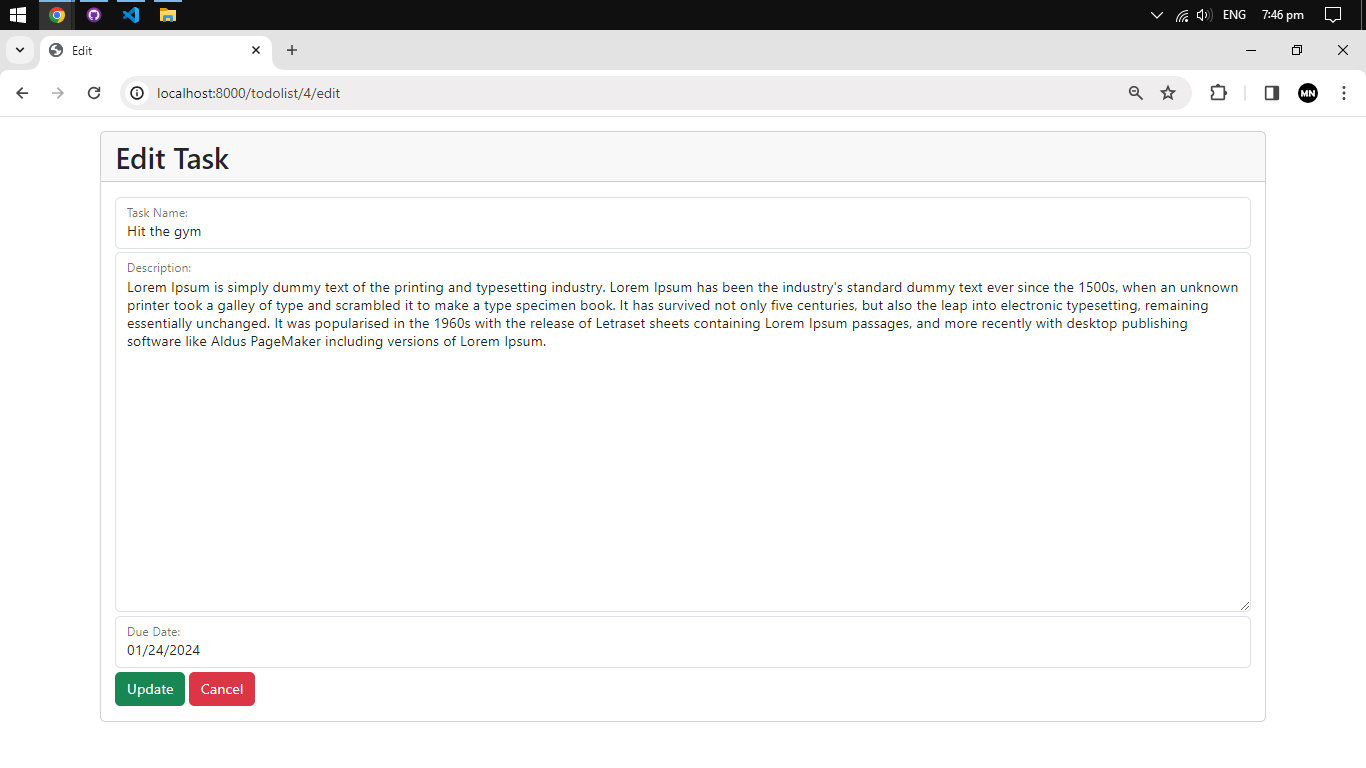 ENG
7:46 pm
Edit
localhost:8000/todolist/4/edit
MN
Edit Task
Task Name:
Hit the gym
Description:
Lorem Ipsum is simply dummy text of the printing and typesetting industry. Lorem Ipsum has been the industry's standard dummy text ever since the 1500s, when an unknown
printer took a galley of type and scrambled it to make a type specimen book. It has survived not only five centuries, but also the leap into electronic typesetting, remaining
essentially unchanged. It was popularised in the 1960s with the release of Letraset sheets containing Lorem Ipsum passages, and more recently with desktop publishing
software like Aldus PageMaker including versions of Lorem Ipsum.
Due Date:
01/24/2024
Update Cancel